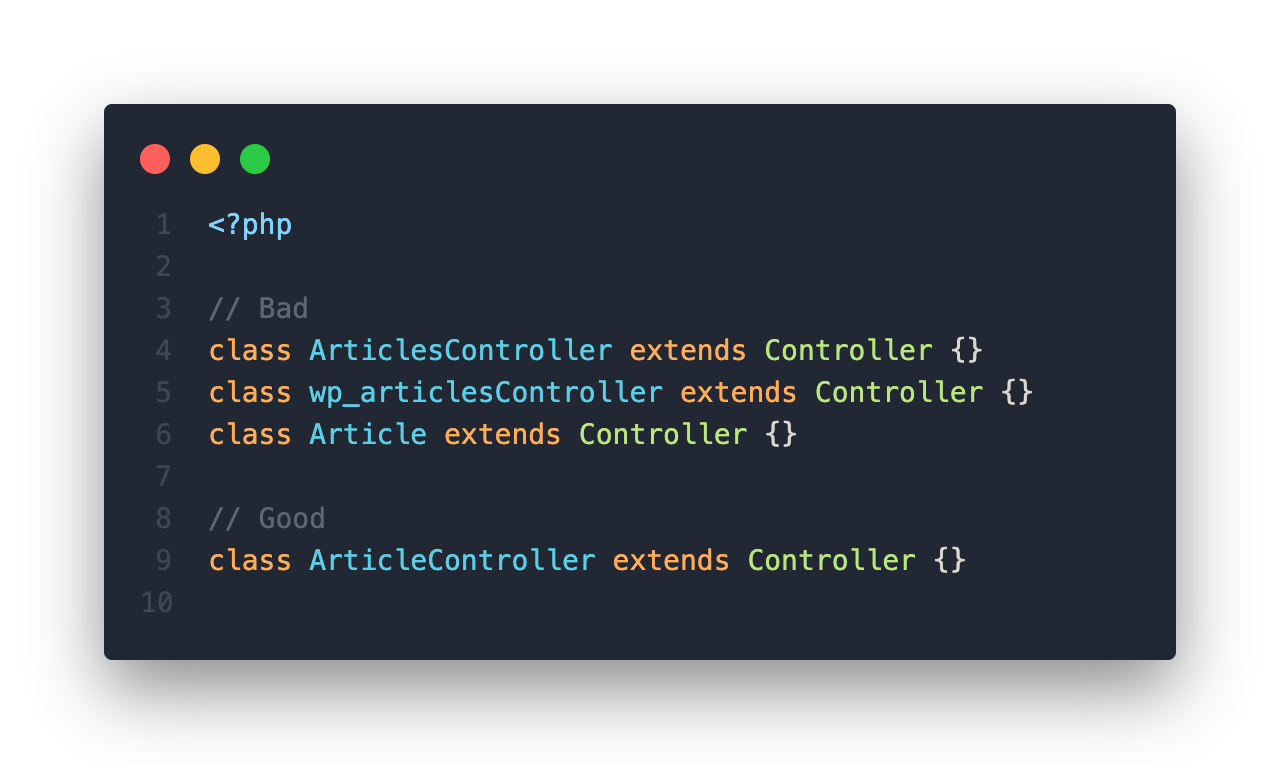 1 <?php
2
3 // Bad
4 class ArticlesController extends Controller {}
5 class wp_articlesController extends Controller {}
6 class Article extends Controller {}
7
8 // Good
9 class ArticleController extends Controller {}
10